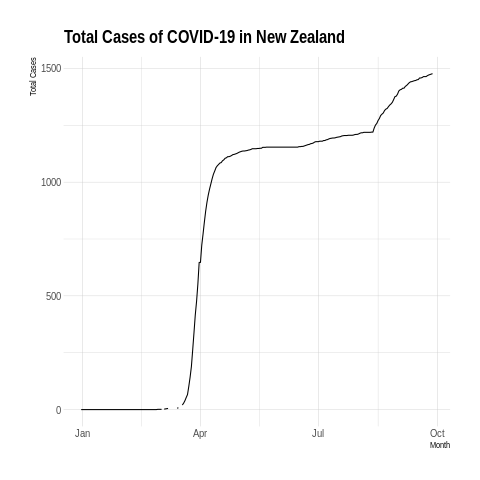 Total Cases of COVID-19 in New Zealand
Total Cases
1500
1000
500
0
Jan
Apr
Jul
Oct
Month